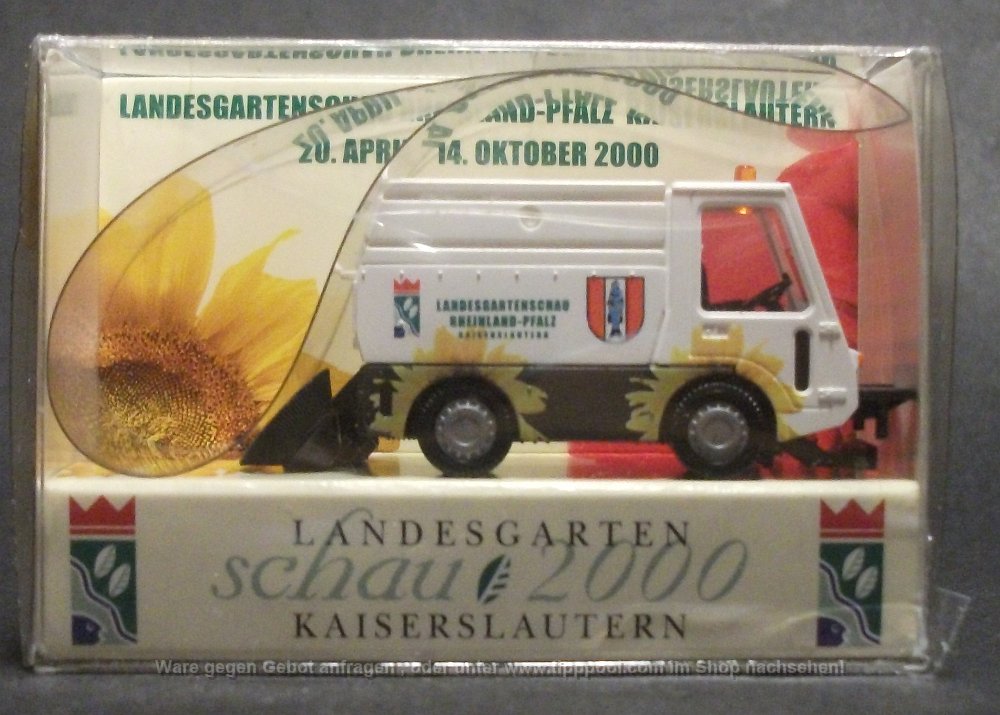 LANDESGARTENSCHAU RHEINLAND-PFALZ KAISERSLAUTERN
20. APRIL 14. OKTOBER 2000
LANDESGARTENSCHAU
RHEINLAND-PFALZ
KAISERSLAUTERN
LANDESGARTEN
schau 2000
KAISERSLAUTERN
Ware gegen Gebot anfragen , oder unter www.tipppool.com im Shop nachsehen!